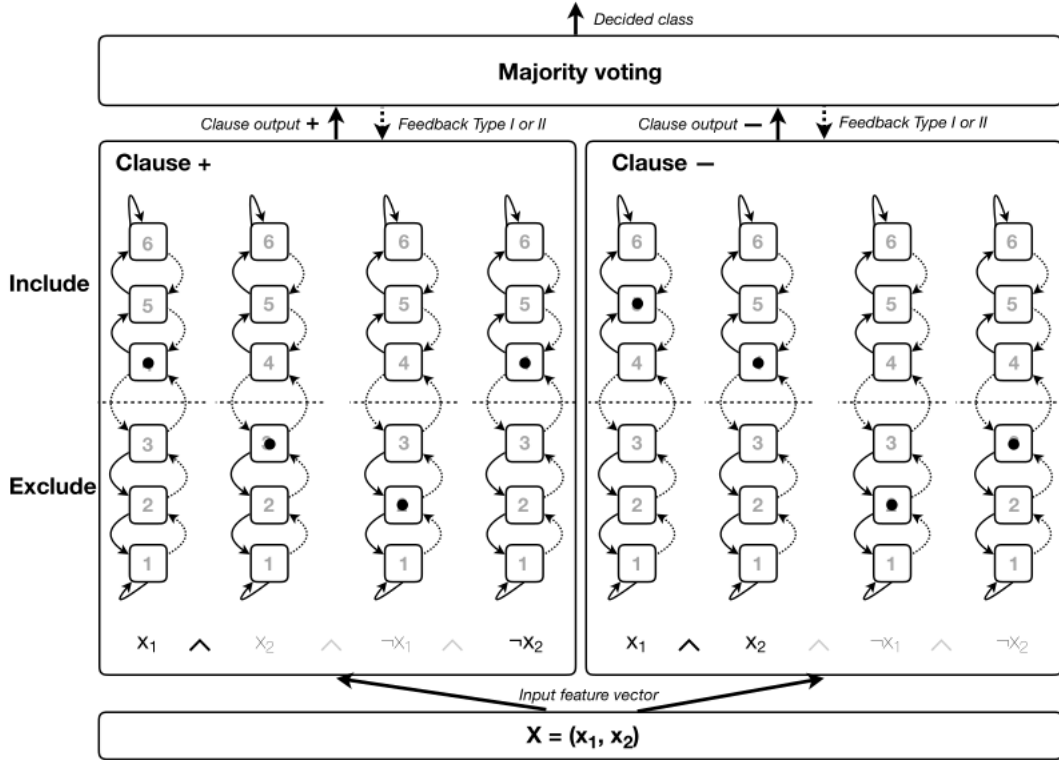 Decided class
Majority voting
Clause output + Feedback Type I or II Clause output — Feedback Type I or II
Clause + Clause —
6 6 6 6 6 6 6 6
Include
5 5 5 5 5 5 5
4 4 4 4 4
3 3 3 3 3 3
Exclude
2 2 2 2 2 2
1 1 1 1 1 1 1 1
x₁ ∧ x₂ ∧ ¬x₁ ∧ ¬x₂ x₁ ∧ x₂ ∧ ¬x₁ ∧ ¬x₂
Input feature vector
X = (x₁, x₂)